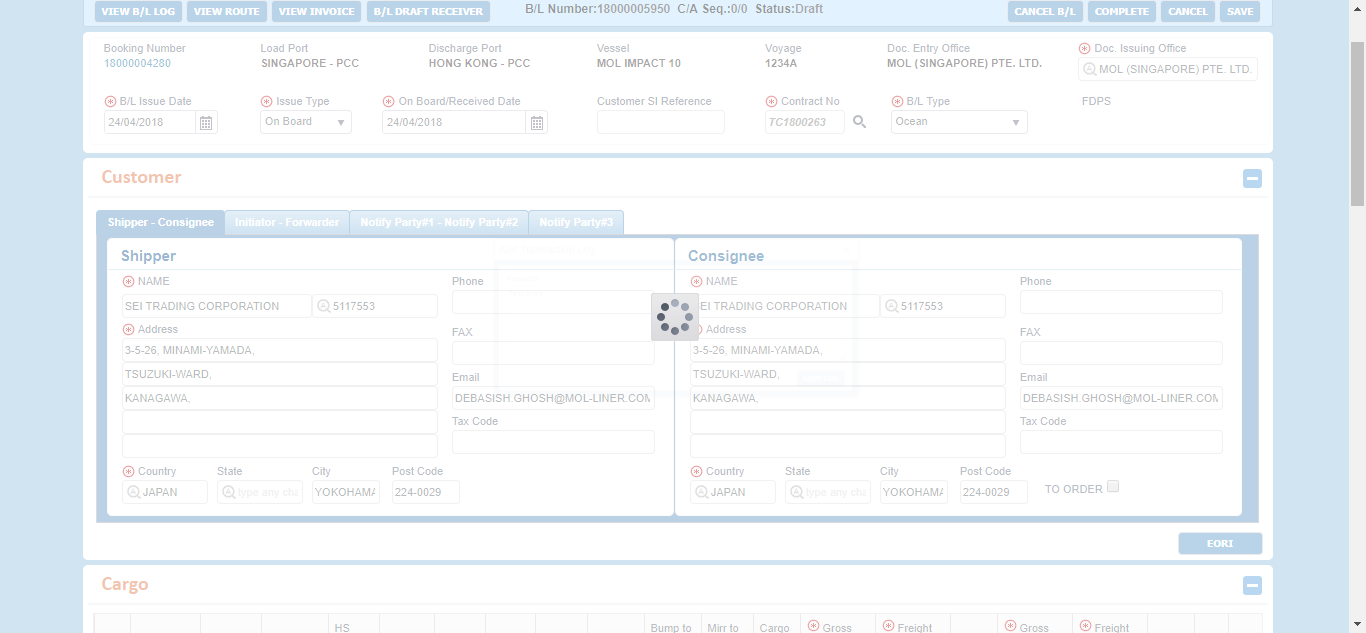 VIEW B/L LOG VIEW ROUTE VIEW INVOICE B/L DRAFT RECEIVER B/L Number:18000005950 C/A Seq.:0/0 Status:Draft CANCEL B/L COMPLETE CANCEL SAVE
Booking Number Load Port Discharge Port Vessel Voyage Doc. Entry Office Doc. Issuing Office
18000004280 SINGAPORE - PCC HONG KONG - PCC MOL IMPACT 10 1234A MOL (SINGAPORE) PTE. LTD. MOL (SINGAPORE) PTE. LTD.
B/L Issue Date Issue Type On Board/Received Date Customer SI Reference Contract No B/L Type FDPS
24/04/2018 On Board 24/04/2018 TC1800263 Ocean
Customer
Shipper - Consignee Initiator - Forwarder Notify Party#1 - Notify Party#2 Notify Party#3
Shipper Consignee
NAME Phone NAME Phone
SEI TRADING CORPORATION 5117553 EI TRADING CORPORATION 5117553
Address FAX Address FAX
3-5-26, MINAMI-YAMADA, 3-5-26, MINAMI-YAMADA,
TSUZUKI-WARD, TSUZUKI-WARD,
Email Email
KANAGAWA, DEBASISH.GHOSH@MOL-LINER.COM KANAGAWA, DEBASISH.GHOSH@MOL-LINER.COM
Tax Code Tax Code
Country State City Post Code Country State City Post Code
JAPAN type any cha YOKOHAMA 224-0029 JAPAN type any cha YOKOHAMA 224-0029 TO ORDER
EORI
Cargo
HS Bump to Mirr to Cargo Gross Freight Gross Freight